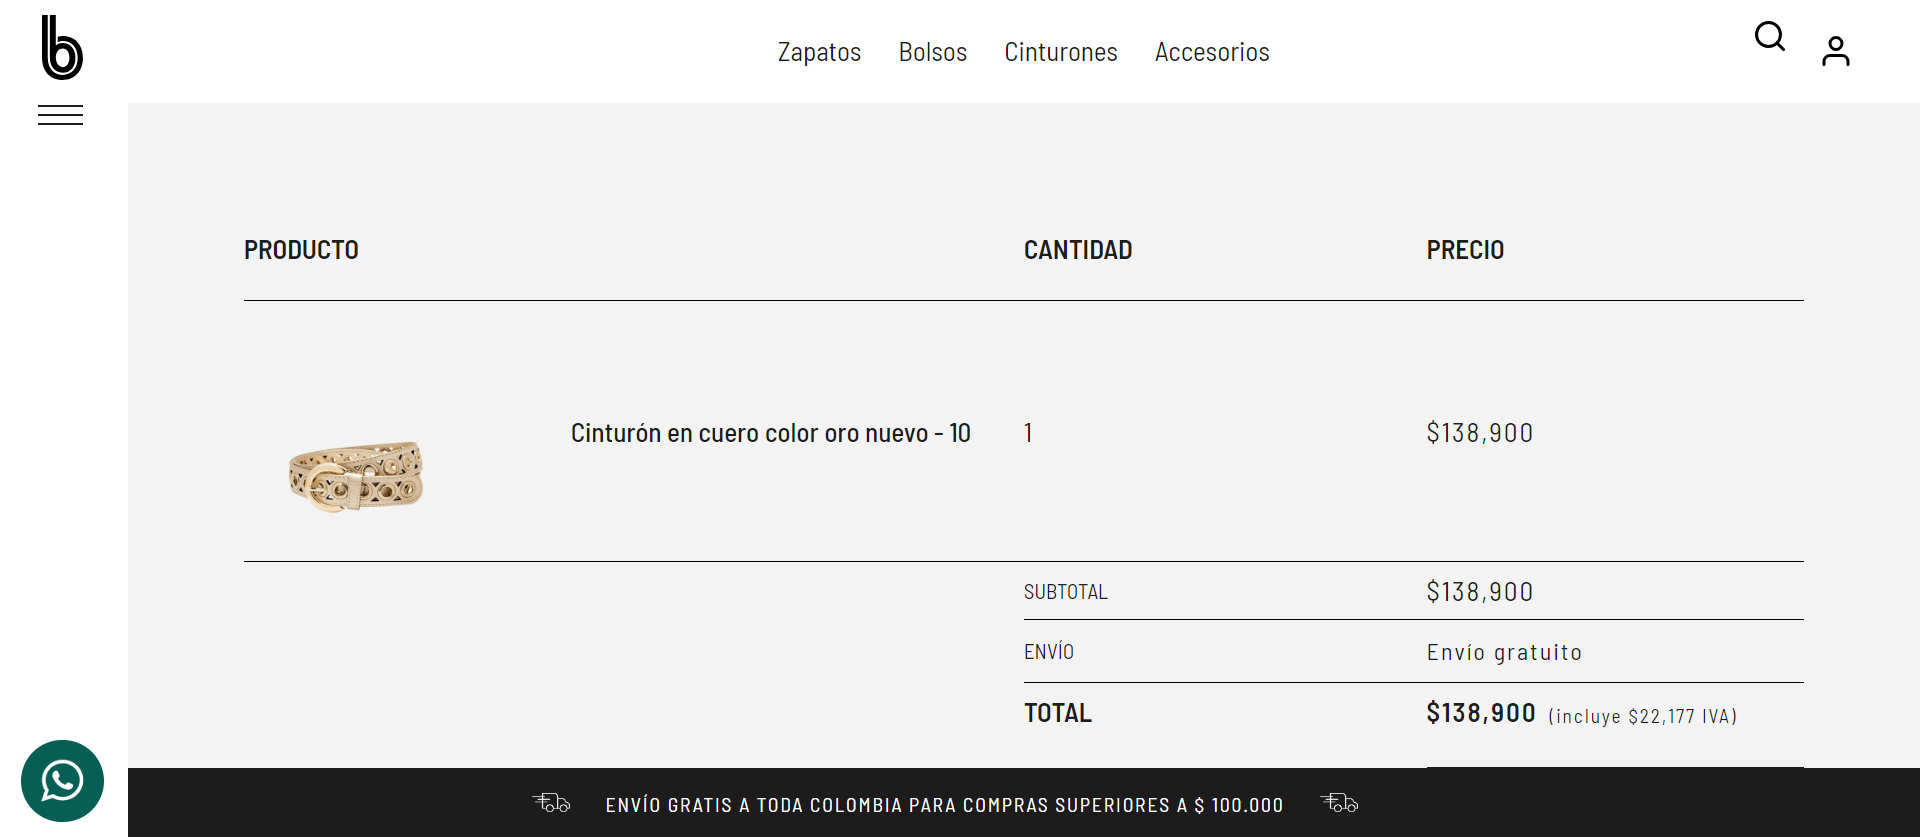 b
Zapatos Bolsos Cinturones Accesorios
PRODUCTO CANTIDAD PRECIO
Cinturón en cuero color oro nuevo - 10 1 $138,900
SUBTOTAL $138,900
ENVÍO Envío gratuito
TOTAL $138,900 (incluye $22,177 IVA)
ENVÍO GRATIS A TODA COLOMBIA PARA COMPRAS SUPERIORES A $ 100.000